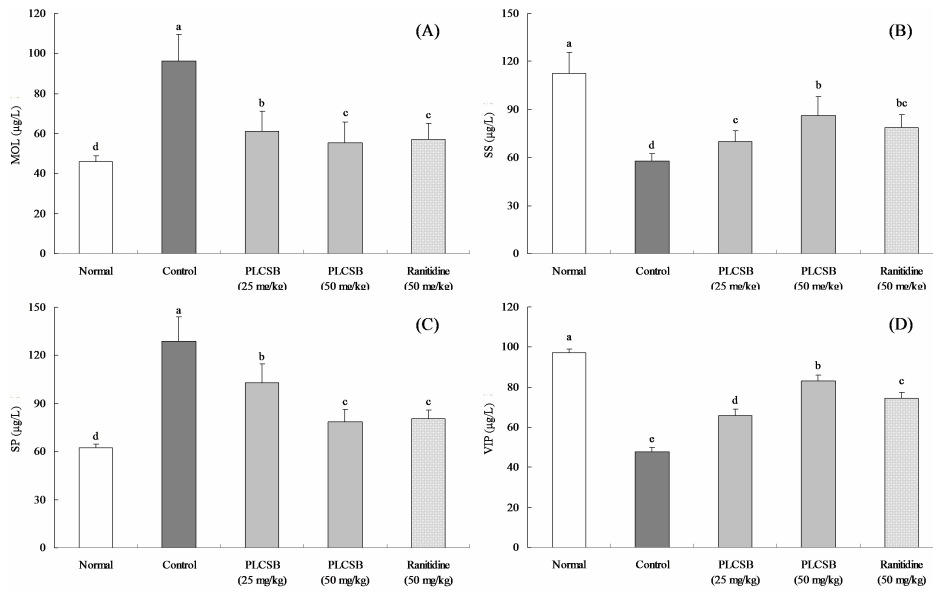 (A)
MOL (μg/L)
120
100
80
60
40
20
0
d
a
b
c
c
Normal
Control
PLCSB
(25 mg/kg)
PLCSB
(50 mg/kg)
Ranitidine
(50 mg/kg)
(B)
SS (μg/L)
150
120
90
60
30
0
a
d
c
b
bc
Normal
Control
PLCSB
(25 mg/kg)
PLCSB
(50 mg/kg)
Ranitidine
(50 mg/kg)
(C)
SP (μg/L)
150
120
90
60
30
0
d
a
b
c
c
Normal
Control
PLCSB
(25 mg/kg)
PLCSB
(50 mg/kg)
Ranitidine
(50 mg/kg)
(D)
VIP (μg/L)
120
100
80
60
40
20
0
a
e
d
b
c
Normal
Control
PLCSB
(25 mg/kg)
PLCSB
(50 mg/kg)
Ranitidine
(50 mg/kg)